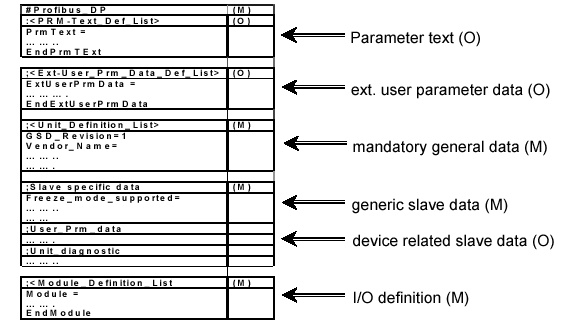 #Profibus_DP (M)
;<PRM-Text_Def_List> (O)
PrmText =
... ... ..
EndPrmTExt
Parameter text (O)
;<Ext-User_Prm_Data_Def_List> (O)
ExtUserPrmData =
... ... ... .
EndExtUserPrmData
ext. user parameter data (O)
;<Unit_Definition_List> (M)
GSD_Revision=1
Vendor_Name=
... ... ..
... ...
mandatory general data (M)
;Slave specific data (M)
Freeze_mode_supported=
... ... ..
... ...
generic slave data (M)
;User_Prm_data
... ... .
device related slave data (O)
;Unit_diagnostic
... ... ..
;<Module_Definition_List (M)
Module =
... ... .
EndModule
I/O definition (M)